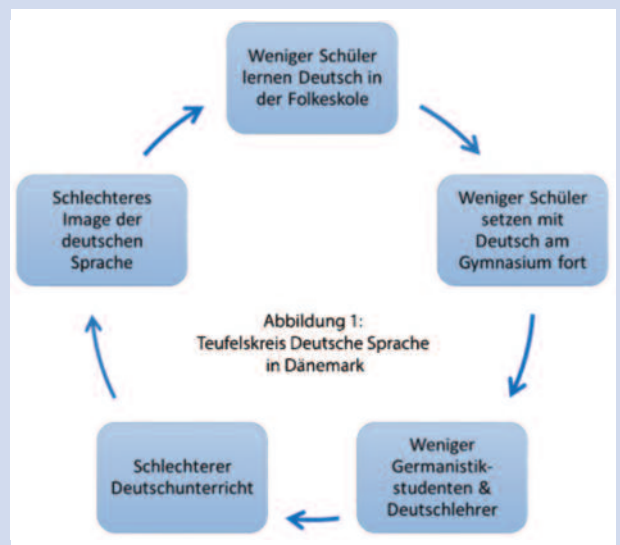 Weniger Schüler
lernen Deutsch in
der Folkeskole
Weniger Schüler
setzen mit
Deutsch am
Gymnasium fort
Weniger
Germanistik-
studenten &
Deutschlehrer
Schlechterer
Deutschunterricht
Schlechteres
Image der
deutschen
Sprache
Abbildung 1:
Teufelskreis Deutsche Sprache
in Dänemark